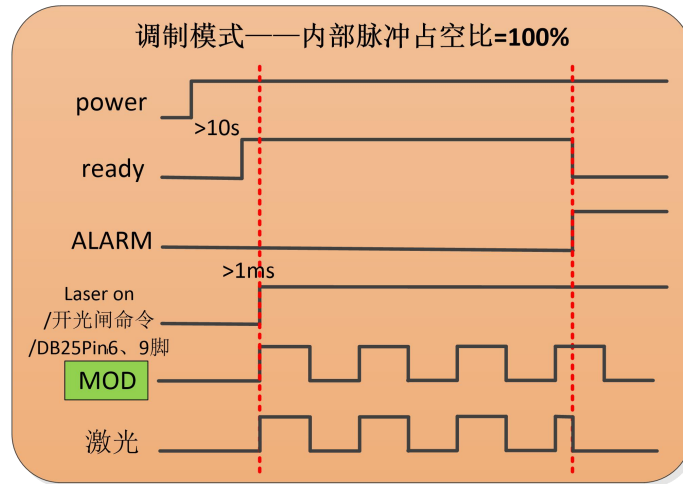 调制模式——内部脉冲占空比=100%
power
>10s
ready
ALARM
>1ms
Laser on
/开光闸命令
/DB25Pin6、9脚
MOD
激光